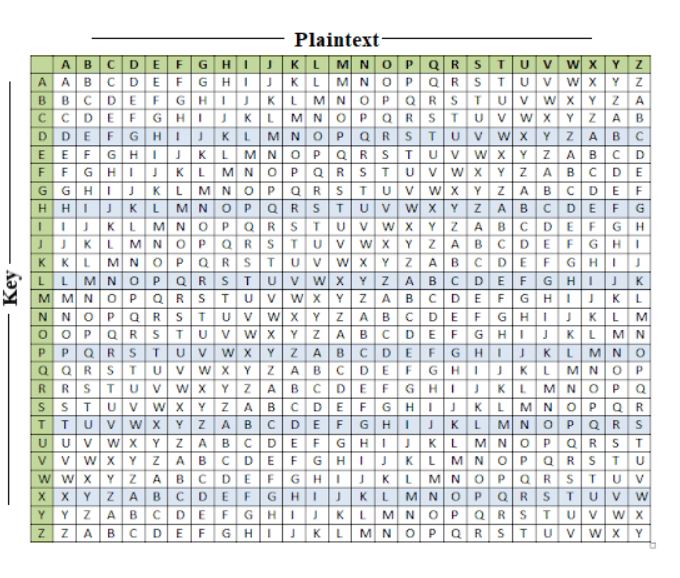 Plaintext
A B C D E F G H I J K L M N O P Q R S T U V W X Y Z
A A B C D E F G H I J K L M N O P Q R S T U V W X Y Z
B B C D E F G H I J K L M N O P Q R S T U V W X Y Z A
C C D E F G H I J K L M N O P Q R S T U V W X Y Z A B
D D E F G H I J K L M N O P Q R S T U V W X Y Z A B C
E E F G H I J K L M N O P Q R S T U V W X Y Z A B C D
F F G H I J K L M N O P Q R S T U V W X Y Z A B C D E
G G H I J K L M N O P Q R S T U V W X Y Z A B C D E F
H H I J K L M N O P Q R S T U V W X Y Z A B C D E F G
I I J K L M N O P Q R S T U V W X Y Z A B C D E F G H
J J K L M N O P Q R S T U V W X Y Z A B C D E F G H I
K K L M N O P Q R S T U V W X Y Z A B C D E F G H I J
L L M N O P Q R S T U V W X Y Z A B C D E F G H I J K
M M N O P Q R S T U V W X Y Z A B C D E F G H I J K L
N N O P Q R S T U V W X Y Z A B C D E F G H I J K L M
O O P Q R S T U V W X Y Z A B C D E F G H I J K L M N
P P Q R S T U V W X Y Z A B C D E F G H I J K L M N O
Q Q R S T U V W X Y Z A B C D E F G H I J K L M N O P
R R S T U V W X Y Z A B C D E F G H I J K L M N O P Q
S S T U V W X Y Z A B C D E F G H I J K L M N O P Q R
T T U V W X Y Z A B C D E F G H I J K L M N O P Q R S
U U V W X Y Z A B C D E F G H I J K L M N O P Q R S T
V V W X Y Z A B C D E F G H I J K L M N O P Q R S T U
W W X Y Z A B C D E F G H I J K L M N O P Q R S T U V
X X Y Z A B C D E F G H I J K L M N O P Q R S T U V W
Y Y Z A B C D E F G H I J K L M N O P Q R S T U V W X
Z Z A B C D E F G H I J K L M N O P Q R S T U V W X Y
Key